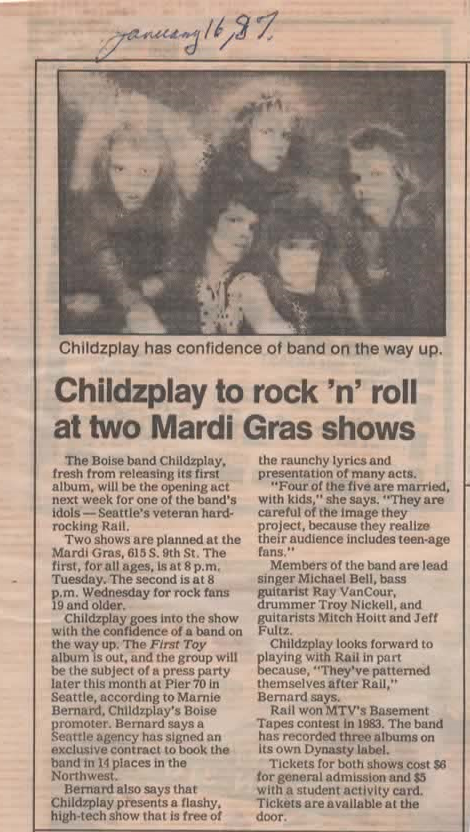 january 16, 87.
Childzplay has confidence of band on the way up.
Childzplay to rock 'n' roll
at two Mardi Gras shows
The Boise band Childzplay,
fresh from releasing its first
album, will be the opening act
next week for one of the band's
idols — Seattle's veteran hard-
rocking Rail.
Two shows are planned at the
Mardi Gras, 615 S. 9th St. The
first, for all ages, is at 8 p.m.
Tuesday. The second is at 8
p.m. Wednesday for rock fans
19 and older.
Childzplay goes into the show
with the confidence of a band on
the way up. The First Toy
album is out, and the group will
be the subject of a press party
later this month at Pier 70 in
Seattle, according to Marnie
Bernard, Childzplay's Boise
promoter. Bernard says a
Seattle agency has signed an
exclusive contract to book the
band in 14 places in the
Northwest.
Bernard also says that
Childzplay presents a flashy,
high-tech show that is free of
the raunchy lyrics and
presentation of many acts.
"Four of the five are married,
with kids," she says. "They are
careful of the image they
project, because they realize
their audience includes teen-age
fans."
Members of the band are lead
singer Michael Bell, bass
guitarist Ray VanCour,
drummer Troy Nickell, and
guitarists Mitch Hoitt and Jeff
Fultz.
Childzplay looks forward to
playing with Rail in part
because, "They've patterned
themselves after Rail,"
Bernard says.
Rail won MTV's Basement
Tapes contest in 1983. The band
has recorded three albums on
its own Dynasty label.
Tickets for both shows cost $6
for general admission and $5
with a student activity card.
Tickets are available at the
door.